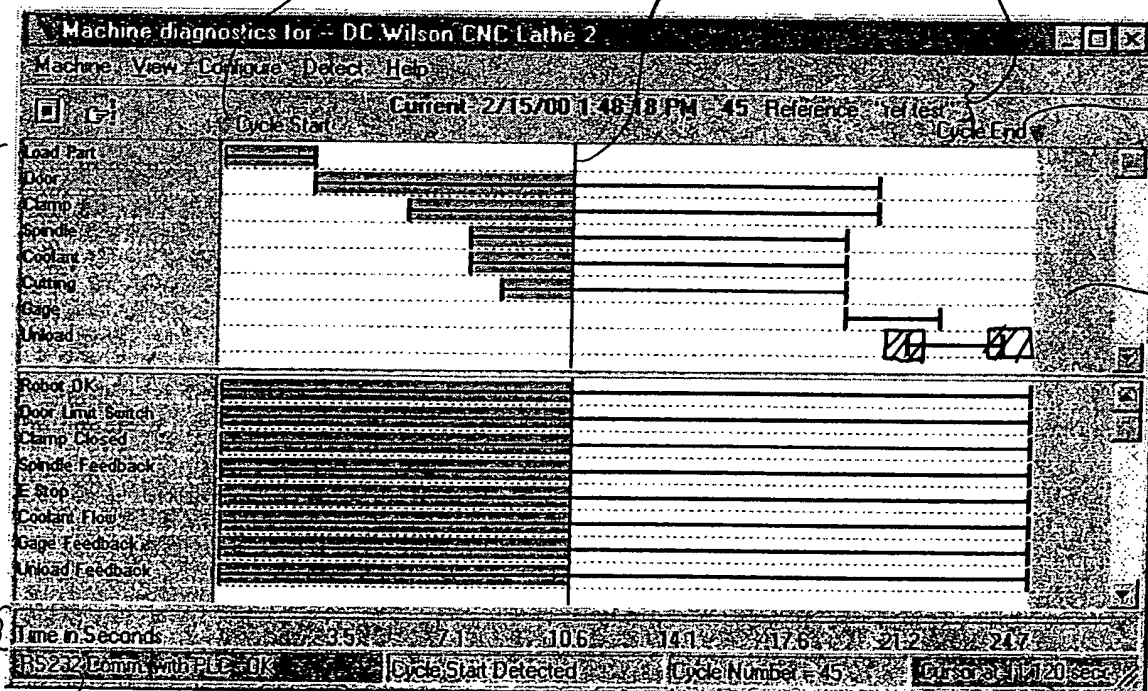 Machine diagnostics for -- DC Wilson CNC Lathe 2
Machine View Configure Detect Help
Current 2/15/00 1:48:18 PM - 45 Reference "ref test"
Cycle Start
Cycle End
Load Part
Door
Clamp
Spindle
Coolant
Cutting
Gage
Unload
Robot OK
Door Limit Switch
Clamp Closed
Spindle Feedback
E Stop
Coolant Flow
Gage Feedback
Unload Feedback
Time in Seconds 3.5 7.1 10.6 14.1 17.6 21.2 24.7
RS232 Comm with PLC OK Cycle Start Detected Cycle Number = 45 Cursor at